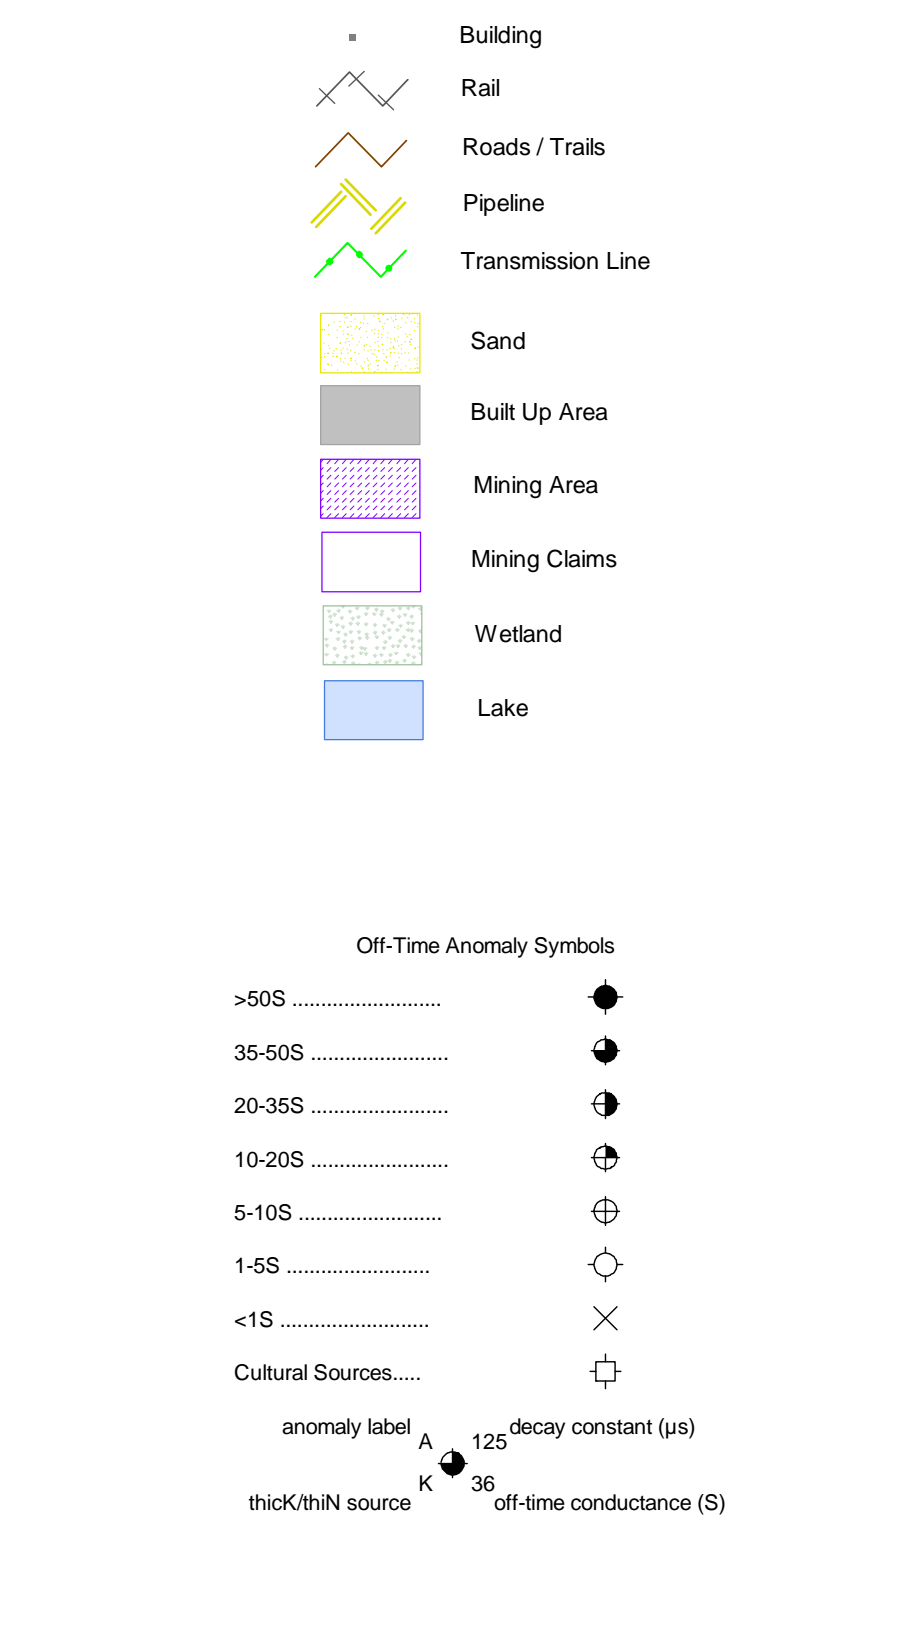 Building
Rail
Roads / Trails
Pipeline
Transmission Line
Sand
Built Up Area
Mining Area
Mining Claims
Wetland
Lake
Off-Time Anomaly Symbols
>50S ..........................
35-50S ........................
20-35S ........................
10-20S ........................
5-10S .........................
1-5S .........................
<1S ..........................
Cultural Sources.....
anomaly label decay constant (µs)
A 125
K 36
thicK/thiN source off-time conductance (S)